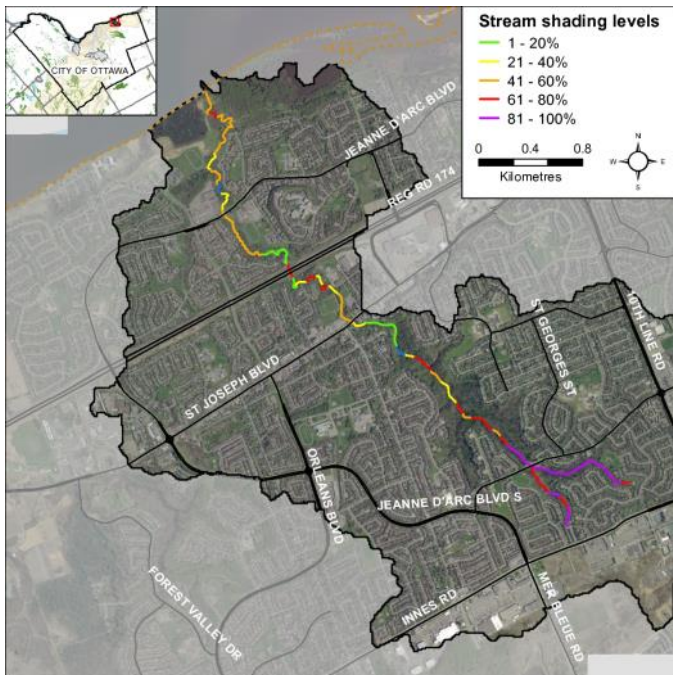 CITY OF OTTAWA
Stream shading levels
1 - 20%
21 - 40%
41 - 60%
61 - 80%
81 - 100%
0 0.4 0.8
Kilometres
N
W E
S
JEANNE D'ARC BLVD
REG RD 174
ST GEORGES ST
10TH LINE RD
ST JOSEPH BLVD
ORLEANS BLVD
JEANNE D'ARC BLVD S
FOREST VALLEY DR
INNES RD
MER BLEUE RD